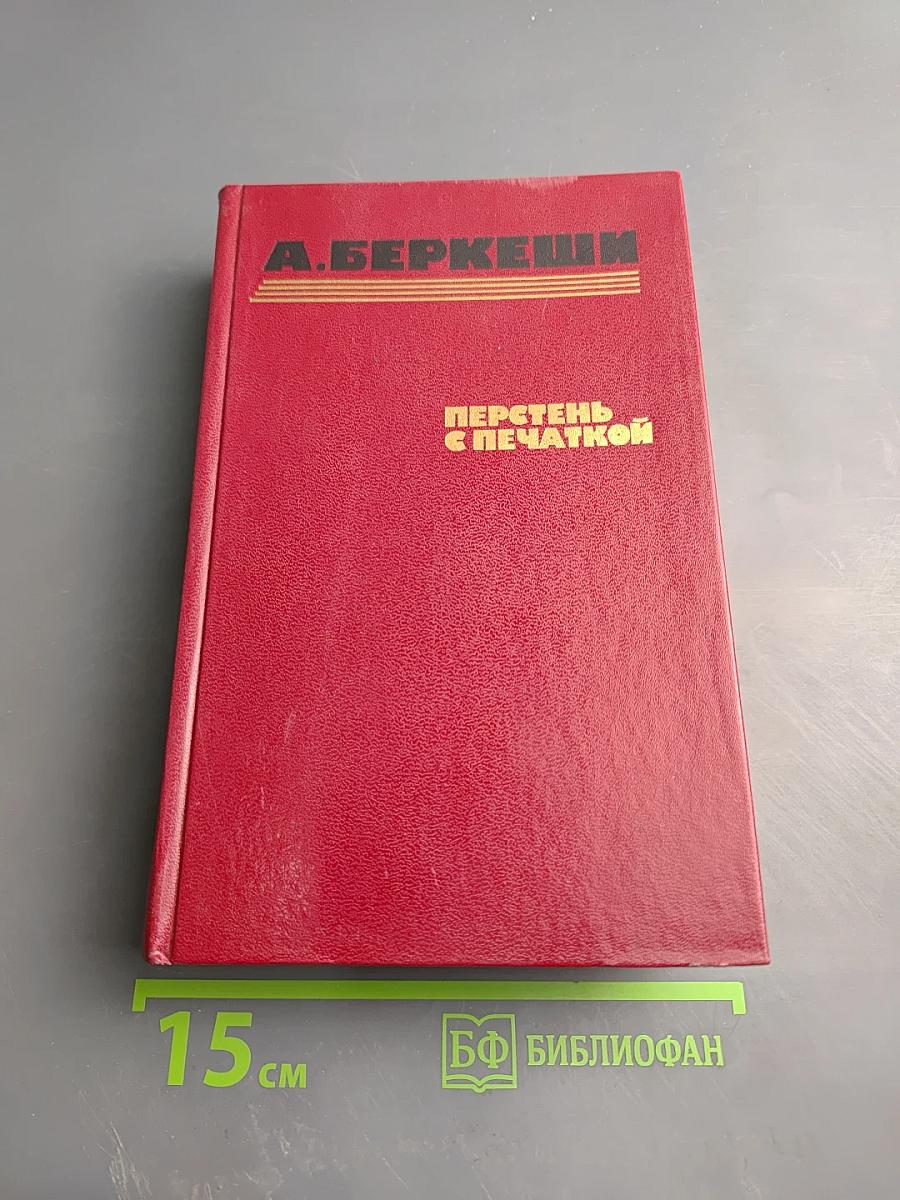 А. БЕРКЕШИ
ПЕРСТЕНЬ
С ПЕЧАТКОЙ
15 см
БФ БИБЛИОФАН